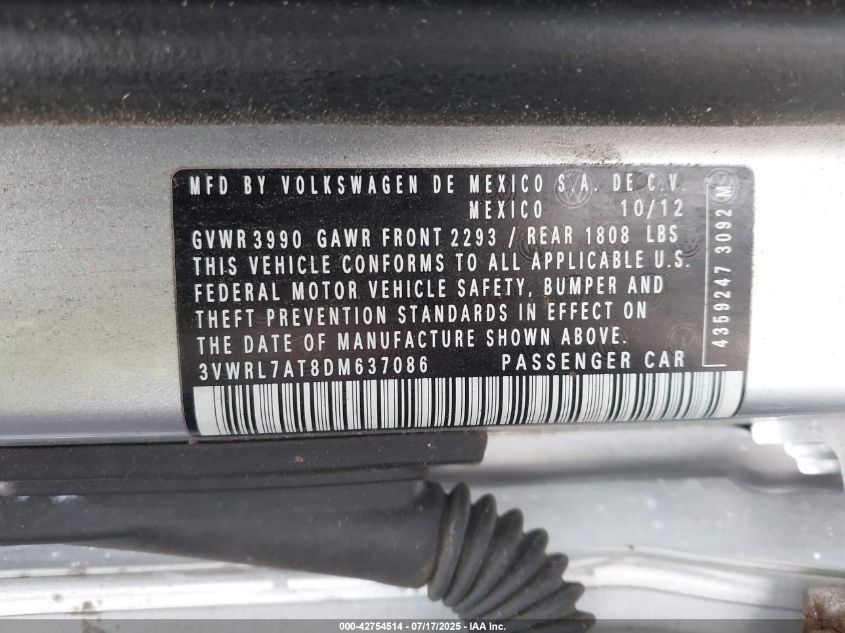 MFD BY VOLKSWAGEN DE MEXICO S.A. DE C.V.
MEXICO 10/12
GVWR 3990 GAWR FRONT 2293 / REAR 1808 LBS
THIS VEHICLE CONFORMS TO ALL APPLICABLE U.S.
FEDERAL MOTOR VEHICLE SAFETY, BUMPER AND
THEFT PREVENTION STANDARDS IN EFFECT ON
THE DATE OF MANUFACTURE SHOWN ABOVE.
3VWRL7AT8DM637086 PASSENGER CAR
4359247 3092 M
000-42754514 - 07/17/2025 - IAA Inc.